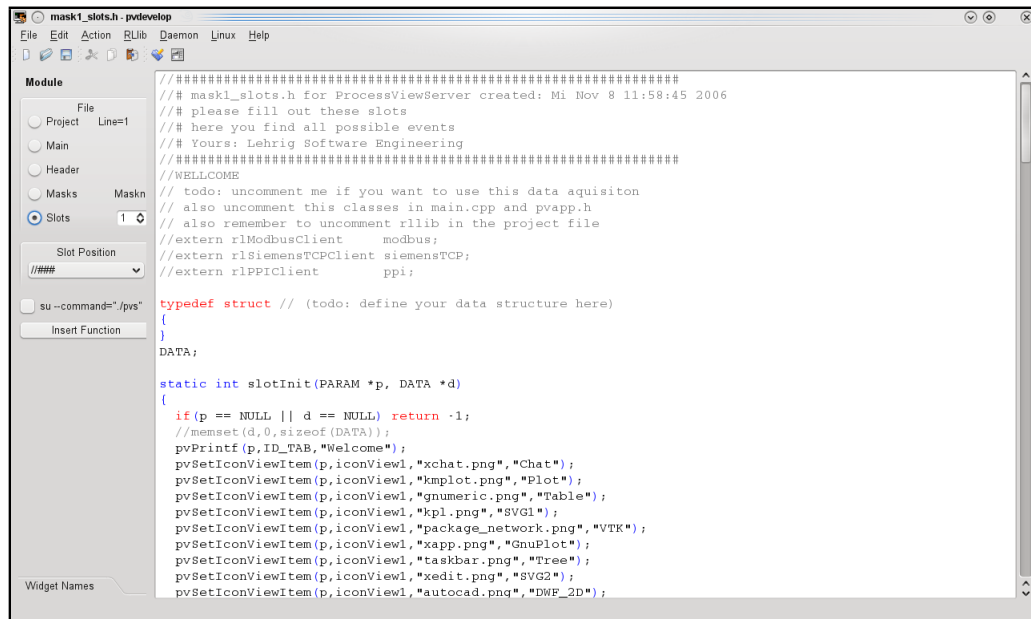 mask1_slots.h - pvdevelop
File Edit Action RLlib Daemon Linux Help
Module
File
Project Line=1
Main
Header
Masks Maskn
Slots 1
Slot Position
//###
su --command="./pvs"
Insert Function
Widget Names
//###############################################################
//# mask1_slots.h for ProcessViewServer created: Mi Nov 8 11:58:45 2006
//# please fill out these slots
//# here you find all possible events
//# Yours: Lehrig Software Engineering
//###############################################################
//WELLCOME
// todo: uncomment me if you want to use this data aquisiton
// also uncomment this classes in main.cpp and pvapp.h
// also remember to uncomment rllib in the project file
//extern rlModbusClient modbus;
//extern rlSiemensTCPClient siemensTCP;
//extern rlPPIClient ppi;
typedef struct // (todo: define your data structure here)
{
}
DATA;
static int slotInit(PARAM *p, DATA *d)
{
if(p == NULL || d == NULL) return -1;
//memset(d,0,sizeof(DATA));
pvPrintf(p,ID_TAB,"Welcome");
pvSetIconViewItem(p,iconView1,"xchat.png","Chat");
pvSetIconViewItem(p,iconView1,"kmplot.png","Plot");
pvSetIconViewItem(p,iconView1,"gnumeric.png","Table");
pvSetIconViewItem(p,iconView1,"kpl.png","SVG1");
pvSetIconViewItem(p,iconView1,"package_network.png","VTK");
pvSetIconViewItem(p,iconView1,"xapp.png","GnuPlot");
pvSetIconViewItem(p,iconView1,"taskbar.png","Tree");
pvSetIconViewItem(p,iconView1,"xedit.png","SVG2");
pvSetIconViewItem(p,iconView1,"autocad.png","DWF_2D");